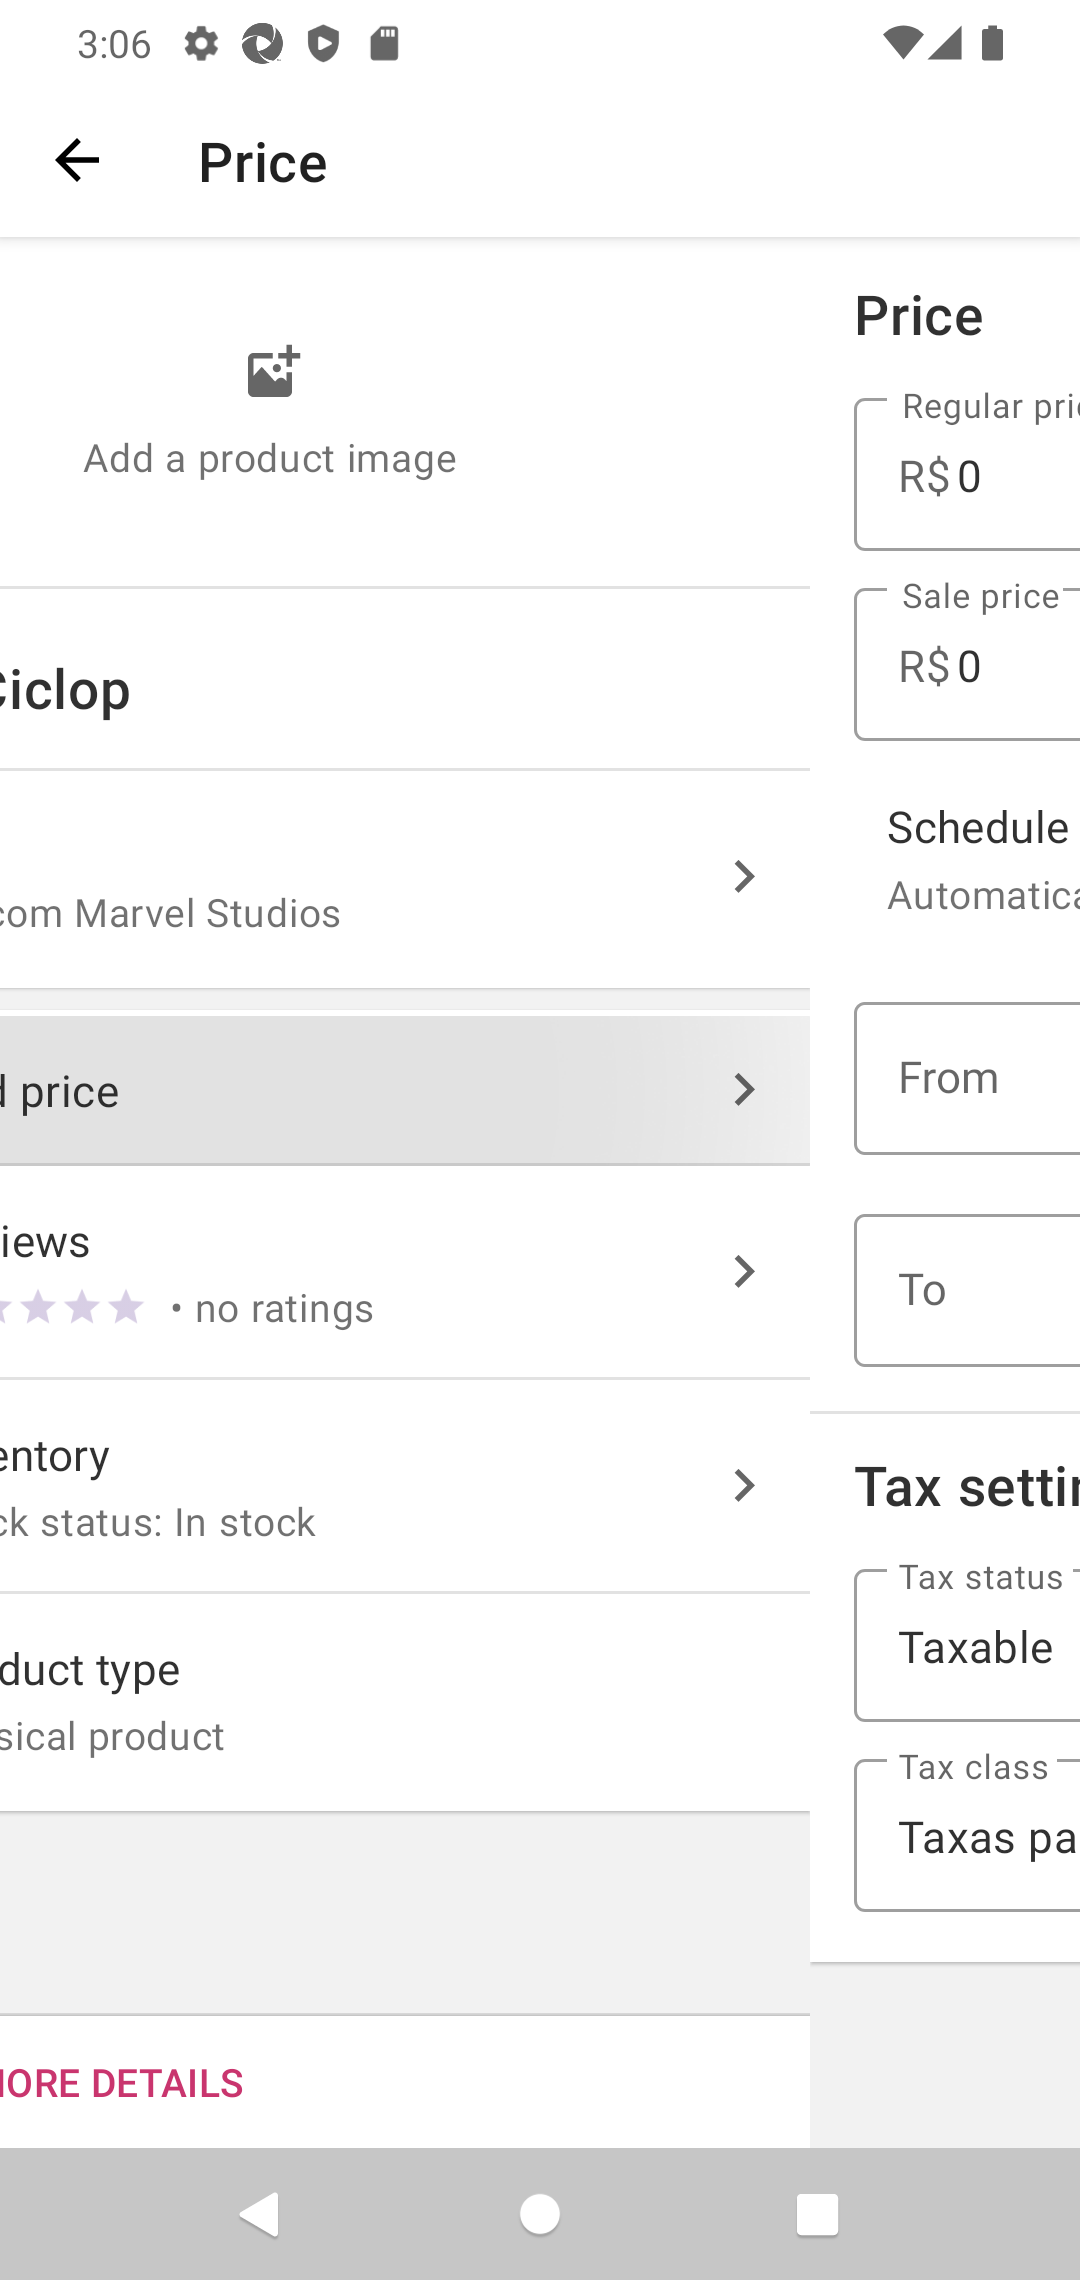 3:06
Price
Add a product image
Ciclop
com Marvel Studios
price
iews
• no ratings
entory
ck status: In stock
duct type
sical product
MORE DETAILS
Price
Regular pric
R$ 0
Sale price
R$ 0
Schedule
Automatica
From
To
Tax settin
Tax status
Taxable
Tax class
Taxas pa